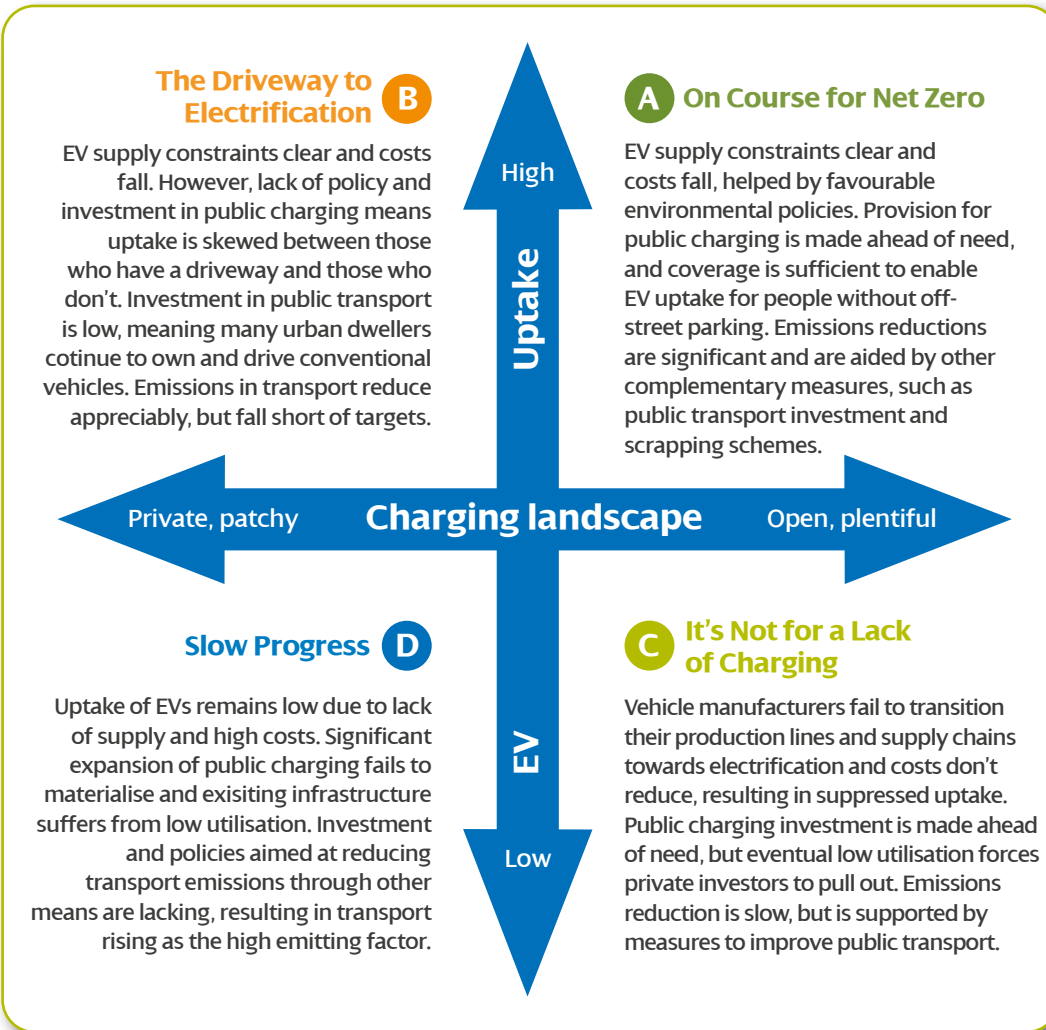 The Driveway to
Electrification
B
EV supply constraints clear and costs
fall. However, lack of policy and
investment in public charging means
uptake is skewed between those
who have a driveway and those who
don't. Investment in public transport
is low, meaning many urban dwellers
cotinue to own and drive conventional
vehicles. Emissions in transport reduce
appreciably, but fall short of targets.
A
On Course for Net Zero
EV supply constraints clear and
costs fall, helped by favourable
environmental policies. Provision for
public charging is made ahead of need,
and coverage is sufficient to enable
EV uptake for people without off-
street parking. Emissions reductions
are significant and are aided by other
complementary measures, such as
public transport investment and
scrapping schemes.
High
EV Uptake
Low
Private, patchy
Charging landscape
Open, plentiful
Slow Progress
D
Uptake of EVs remains low due to lack
of supply and high costs. Significant
expansion of public charging fails to
materialise and exisiting infrastructure
suffers from low utilisation. Investment
and policies aimed at reducing
transport emissions through other
means are lacking, resulting in transport
rising as the high emitting factor.
C
It's Not for a Lack
of Charging
Vehicle manufacturers fail to transition
their production lines and supply chains
towards electrification and costs don't
reduce, resulting in suppressed uptake.
Public charging investment is made ahead
of need, but eventual low utilisation forces
private investors to pull out. Emissions
reduction is slow, but is supported by
measures to improve public transport.